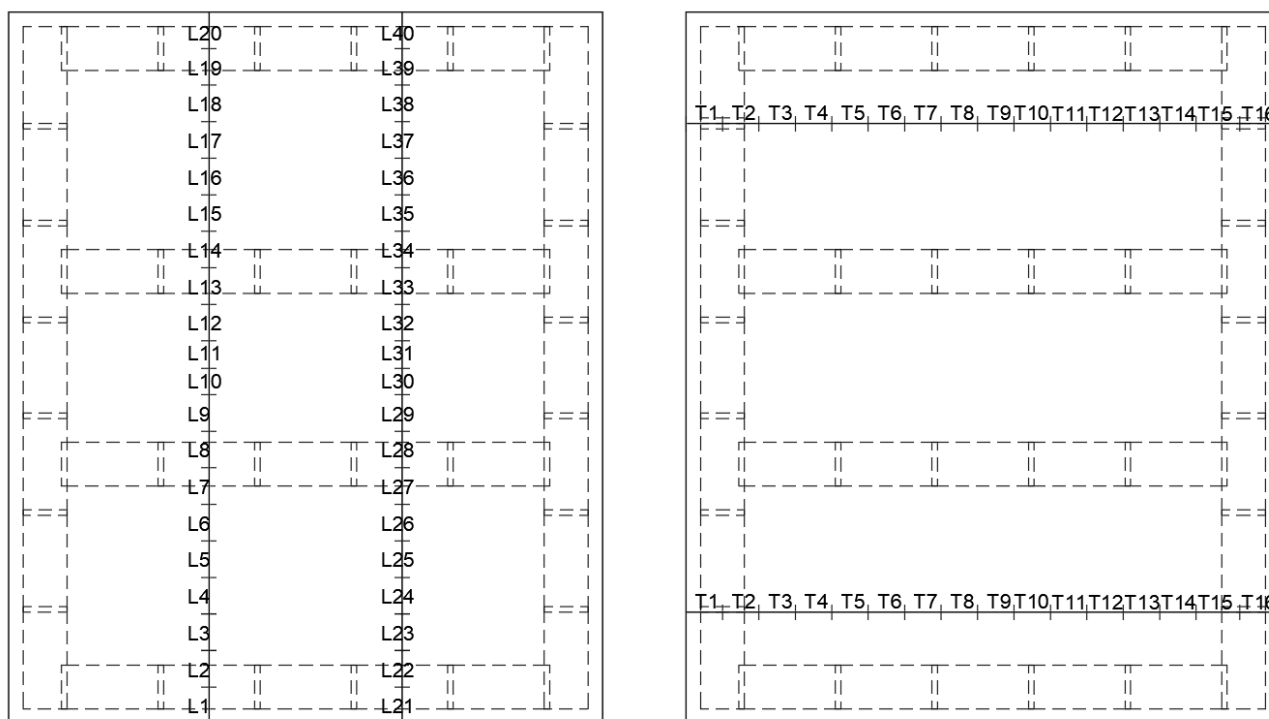 L20 L40
L19 L39
L18 L38
T1 T2 T3 T4 T5 T6 T7 T8 T9 T10 T11 T12 T13 T14 T15 T16
L17 L37
L16 L36
L15 L35
L14 L34
L13 L33
L12 L32
L11 L31
L10 L30
L9 L29
L8 L28
L7 L27
L6 L26
L5 L25
L4 L24
T1 T2 T3 T4 T5 T6 T7 T8 T9 T10 T11 T12 T13 T14 T15 T16
L3 L23
L2 L22
L1 L21